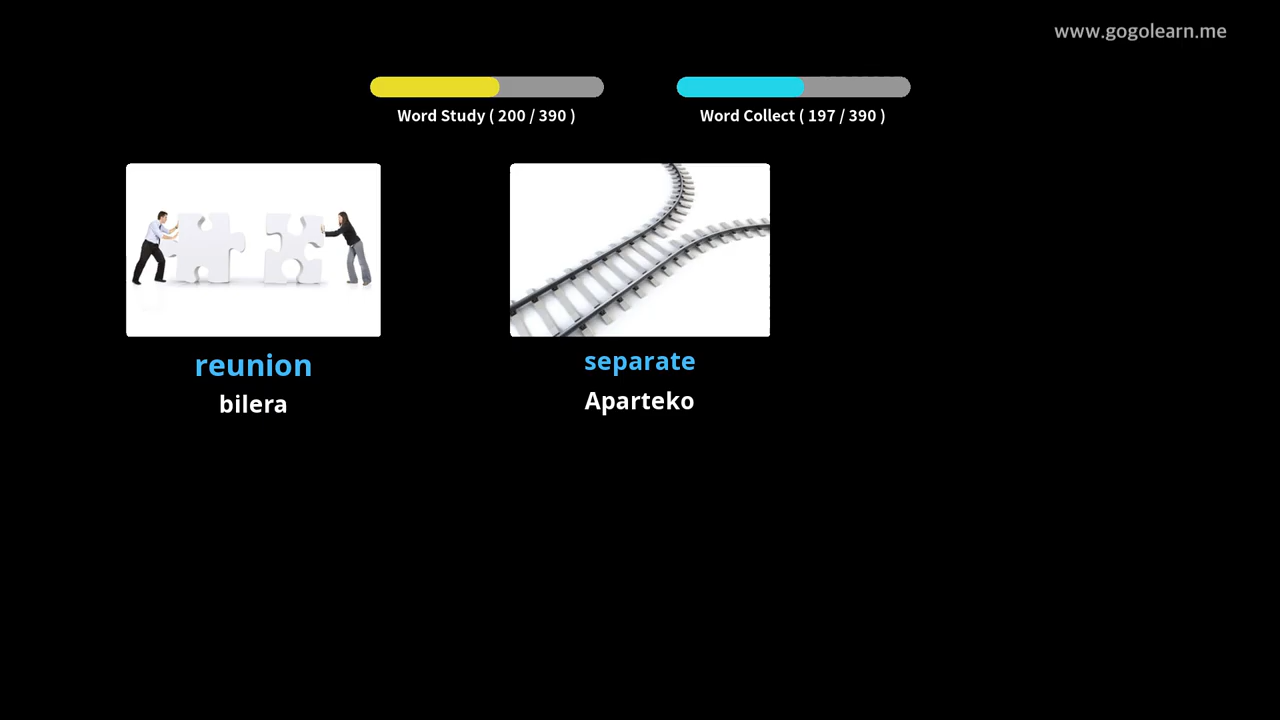 www.gogolearn.me
Word Study ( 200 / 390 )
Word Collect ( 197 / 390 )
reunion
bilera
separate
Aparteko